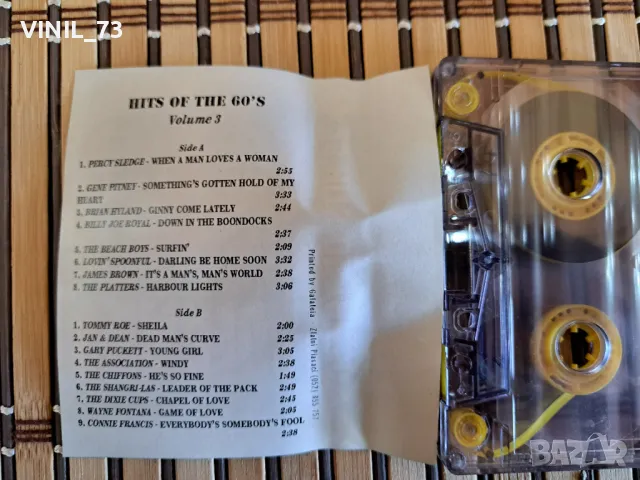 VINIL_73
HITS OF THE 60'S
Volume 3
Side A
1. PERCY SLEDGE - WHEN A MAN LOVES A WOMAN
2:55
2. GENE PITNEY - SOMETHING'S GOTTEN HOLD OF MY
HEART 3:33
3. BRIAN HYLAND - GINNY COME LATELY 2:44
4. BILLY JOE ROYAL - DOWN IN THE BOONDOCKS
2:37
5. THE BEACH BOYS - SURFIN' 2:09
6. LOVIN' SPOONFUL - DARLING BE HOME SOON 3:32
7. JAMES BROWN - IT'S A MAN'S, MAN'S WORLD 2:38
8. THE PLATTERS - HARBOUR LIGHTS 3:06
Side B
1. TOMMY ROE - SHEILA 2:00
2. JAN & DEAN - DEAD MAN'S CURVE 2:25
3. GARY PUCKETT - YOUNG GIRL 3:05
4. THE ASSOCIATION - WINDY 2:38
5. THE CHIFFONS - HE'S SO FINE 1:49
6. THE SHANGRI-LAS - LEADER OF THE PACK 2:49
7. THE DIXIE CUPS - CHAPEL OF LOVE 2:45
8. WAYNE FONTANA - GAME OF LOVE 2:05
9. CONNIE FRANCIS - EVERYBODY'S SOMEBODY'S FOOL
2:38
Printed by Galateia Zlatni Piasaci (052) 855 757
BAZAR